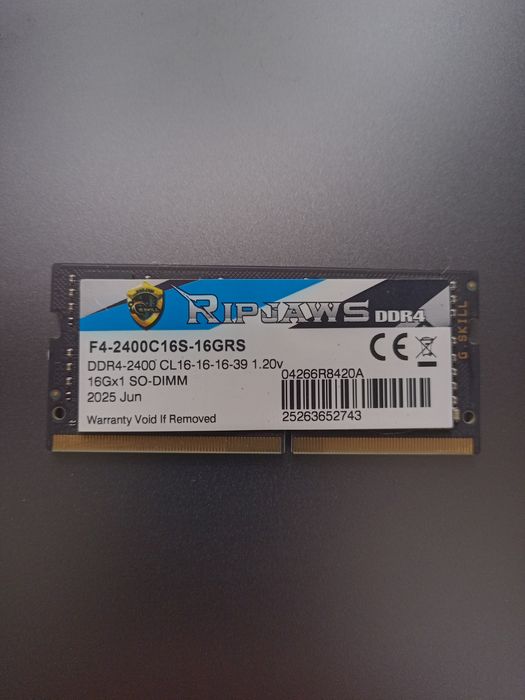 RIPJAWS DDR4
F4-2400C16S-16GRS
DDR4-2400 CL16-16-16-39 1.20v
16Gx1 SO-DIMM
2025 Jun
Warranty Void If Removed
04266R8420A
25263652743
G SKILL